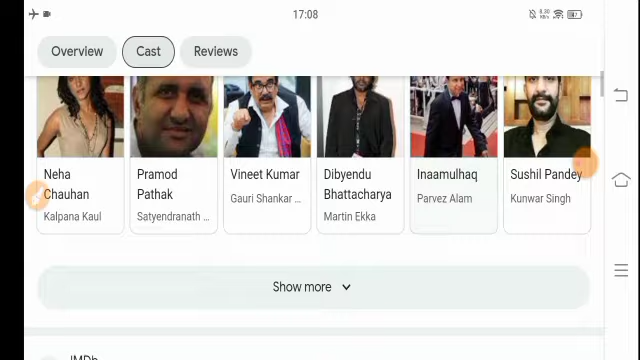 17:08
Overview
Cast
Reviews
Neha
Chauhan
Kalpana Kaul
Pramod
Pathak
Satyendranath ...
Vineet Kumar
Gauri Shankar ...
Dibyendu
Bhattacharya
Martin Ekka
Inaamulhaq
Parvez Alam
Sushil Pandey
Kunwar Singh
Show more
IMDb